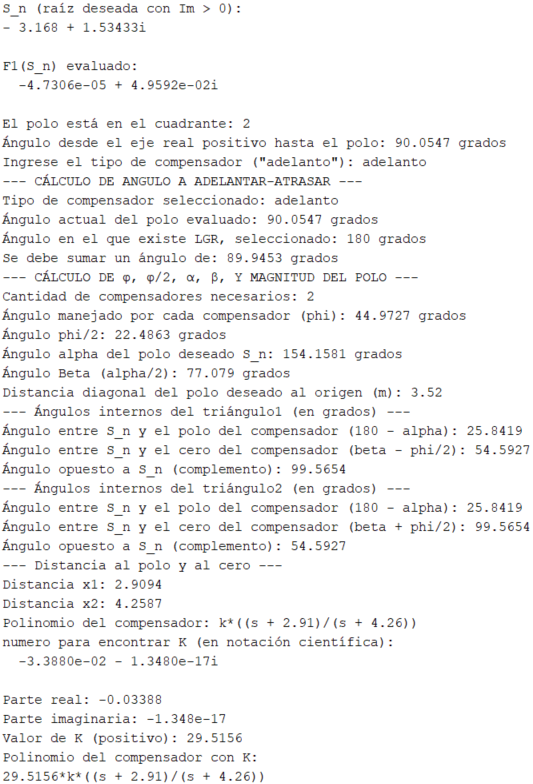 S_n (raíz deseada con Im > 0):
- 3.168 + 1.53433i
F1(S_n) evaluado:
-4.7306e-05 + 4.9592e-02i
El polo está en el cuadrante: 2
Ángulo desde el eje real positivo hasta el polo: 90.0547 grados
Ingrese el tipo de compensador ("adelanto"): adelanto
--- CÁLCULO DE ANGULO A ADELANTAR-ATRASAR ---
Tipo de compensador seleccionado: adelanto
Ángulo actual del polo evaluado: 90.0547 grados
Ángulo en el que existe LGR, seleccionado: 180 grados
Se debe sumar un ángulo de: 89.9453 grados
--- CÁLCULO DE φ, φ/2, α, β, Y MAGNITUD DEL POLO ---
Cantidad de compensadores necesarios: 2
Ángulo manejado por cada compensador (phi): 44.9727 grados
Ángulo phi/2: 22.4863 grados
Ángulo alpha del polo deseado S_n: 154.1581 grados
Ángulo Beta (alpha/2): 77.079 grados
Distancia diagonal del polo deseado al origen (m): 3.52
--- Ángulos internos del triángulo1 (en grados) ---
Ángulo entre S_n y el polo del compensador (180 - alpha): 25.8419
Ángulo entre S_n y el cero del compensador (beta - phi/2): 54.5927
Ángulo opuesto a S_n (complemento): 99.5654
--- Ángulos internos del triángulo2 (en grados) ---
Ángulo entre S_n y el polo del compensador (180 - alpha): 25.8419
Ángulo entre S_n y el cero del compensador (beta + phi/2): 99.5654
Ángulo opuesto a S_n (complemento): 54.5927
--- Distancia al polo y al cero ---
Distancia x1: 2.9094
Distancia x2: 4.2587
Polinomio del compensador: k*((s + 2.91)/(s + 4.26))
numero para encontrar K (en notación científica):
-3.3880e-02 - 1.3480e-17i
Parte real: -0.03388
Parte imaginaria: -1.348e-17
Valor de K (positivo): 29.5156
Polinomio del compensador con K:
29.5156*k*((s + 2.91)/(s + 4.26))